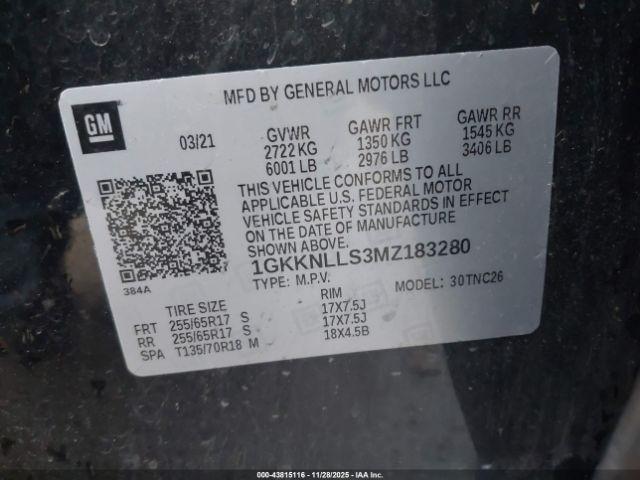 MFD BY GENERAL MOTORS LLC
GM
03/21 GVWR GAWR FRT GAWR RR
2722 KG 1350 KG 1545 KG
6001 LB 2976 LB 3406 LB
THIS VEHICLE CONFORMS TO ALL
APPLICABLE U.S. FEDERAL MOTOR
VEHICLE SAFETY STANDARDS IN EFFECT
ON THE DATE OF MANUFACTURE
SHOWN ABOVE.
1GKKNLLS3MZ183280
384A
TYPE: M.P.V. MODEL: 30TNC26
TIRE SIZE RIM
FRT 255/65R17 S 17X7.5J
RR 255/65R17 S 17X7.5J
SPA T135/70R18 M 18X4.5B
000-43815116 - 11/28/2025 - IAAI.com